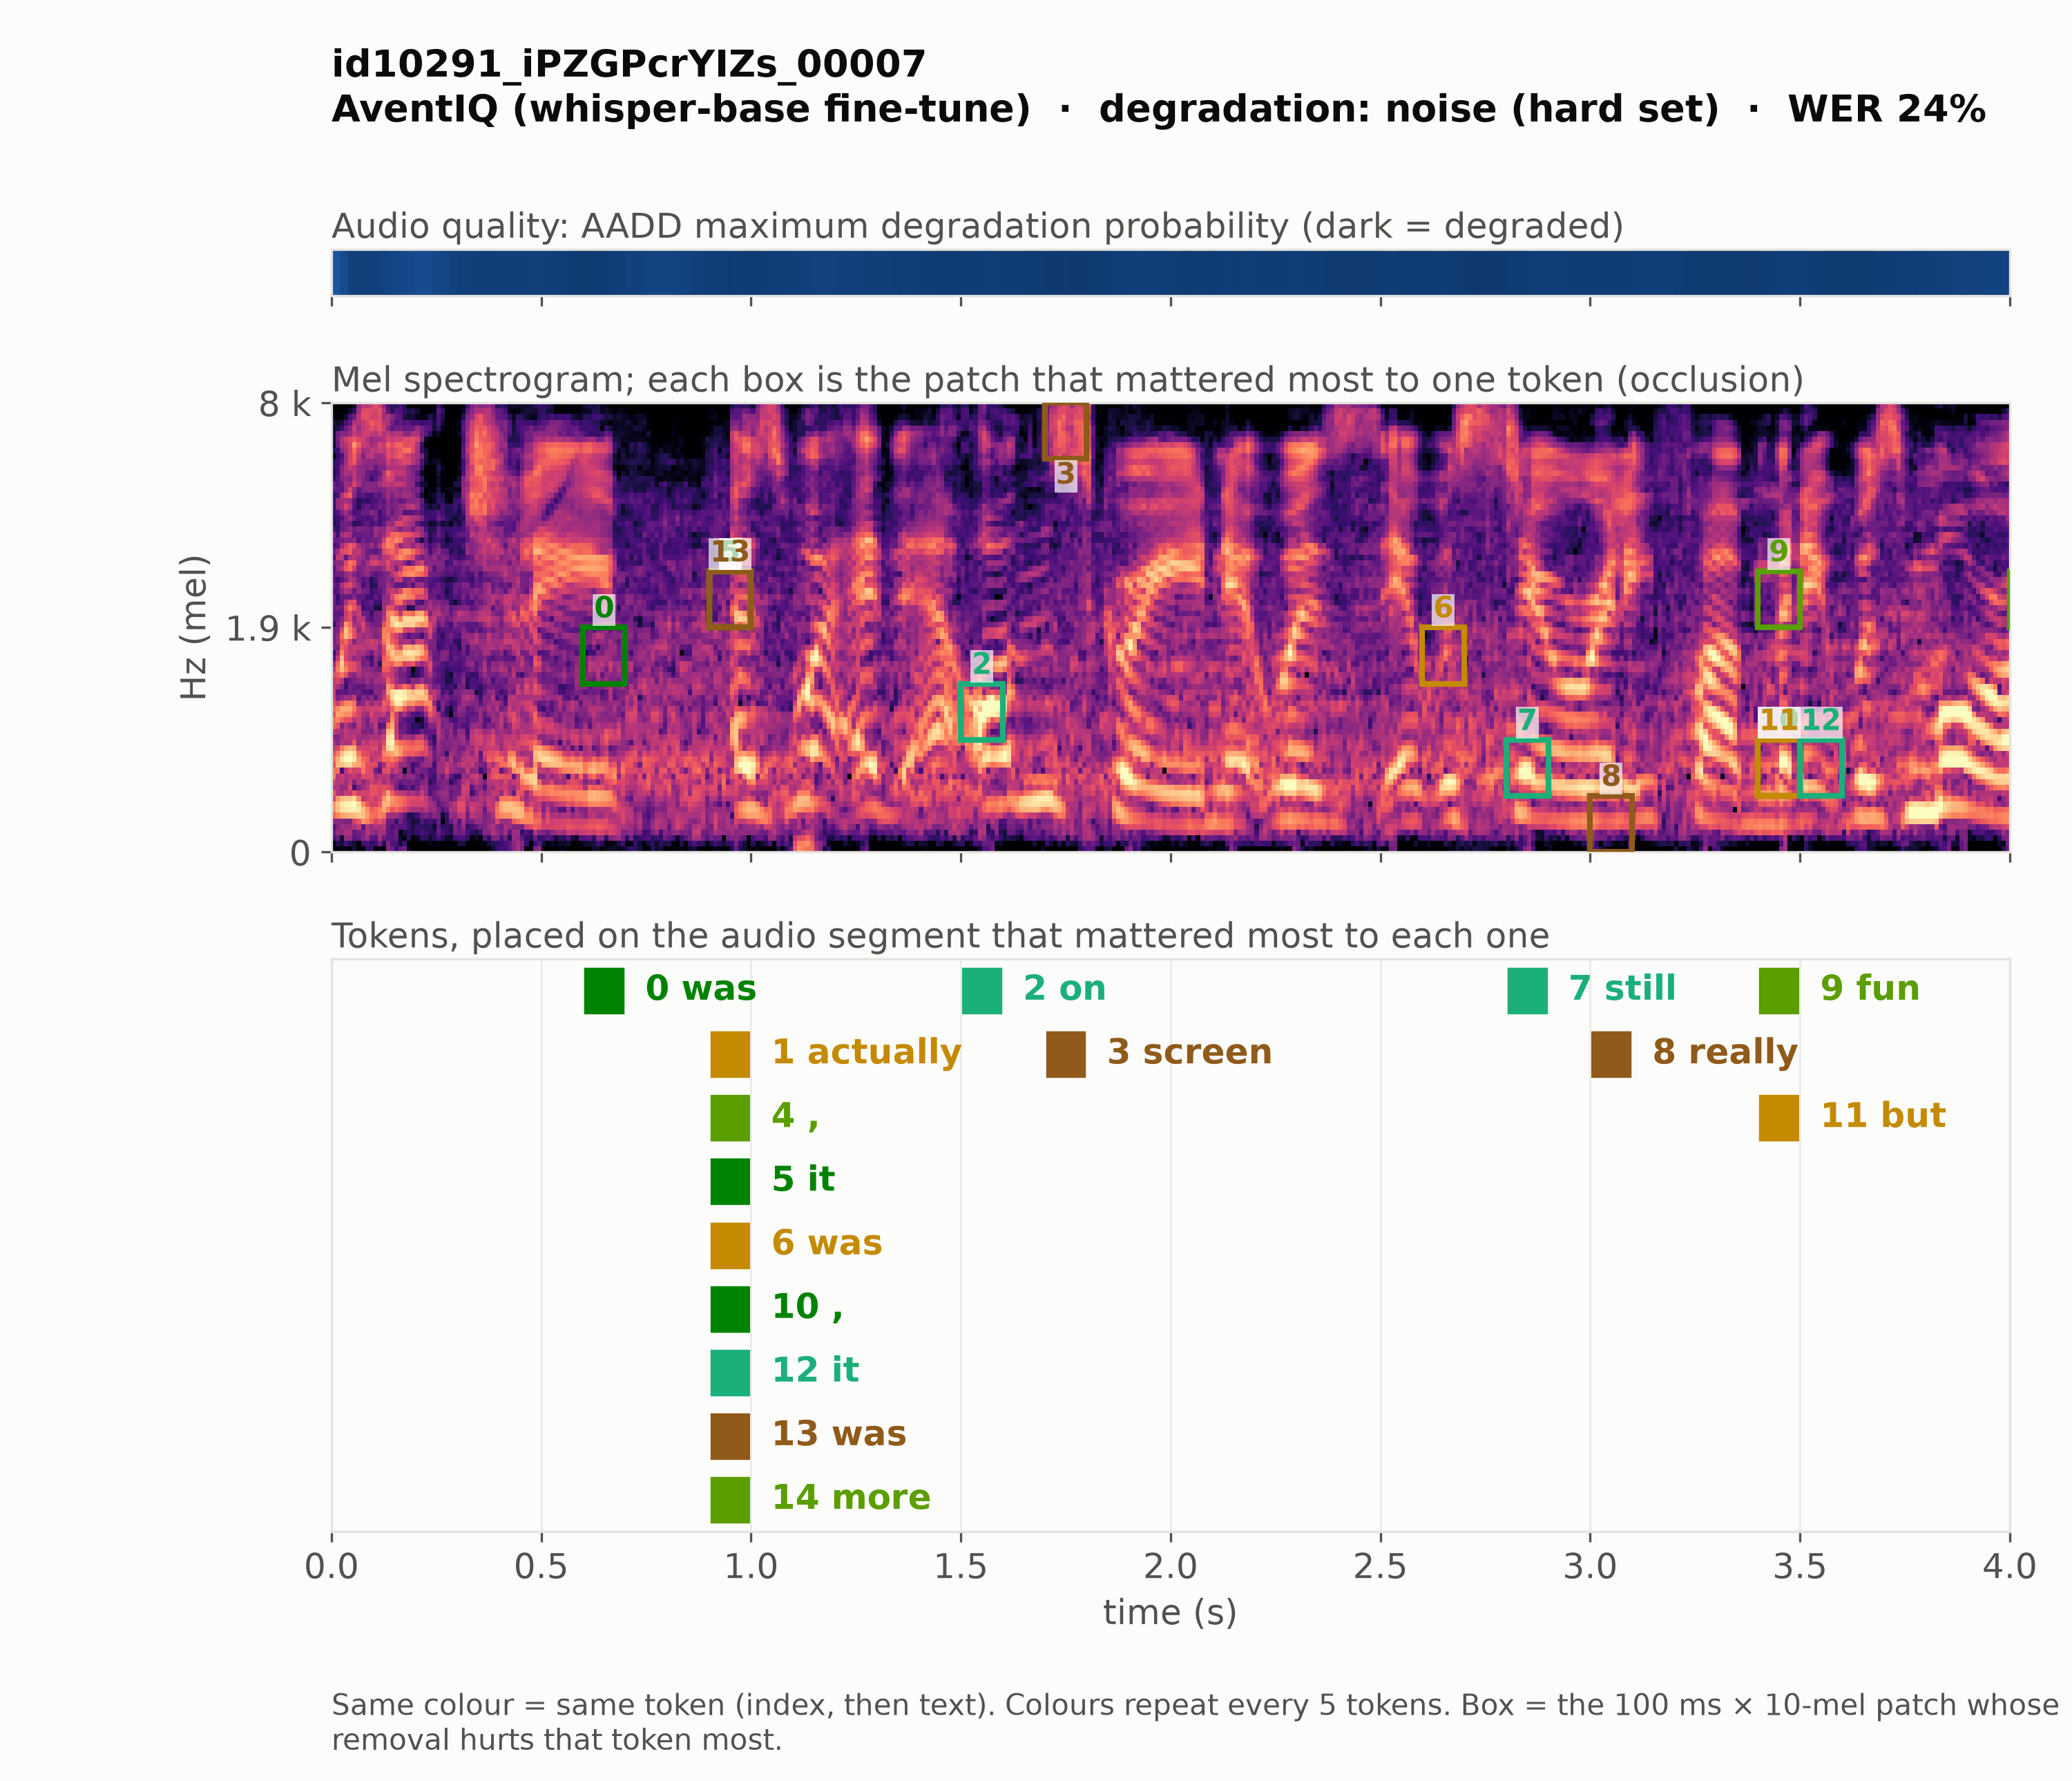 id10291_iPZGPcrYIZs_00007
AventIQ (whisper-base fine-tune) · degradation: noise (hard set) · WER 24%
Audio quality: AADD maximum degradation probability (dark = degraded)
Mel spectrogram; each box is the patch that mattered most to one token (occlusion)
8 k
1.9 k
0
Hz (mel)
3
13
9
0
6
2
7
11
12
8
Tokens, placed on the audio segment that mattered most to each one
0 was
2 on
7 still
9 fun
1 actually
3 screen
8 really
4 ,
11 but
5 it
6 was
10 ,
12 it
13 was
14 more
0.0 0.5 1.0 1.5 2.0 2.5 3.0 3.5 4.0
time (s)
Same colour = same token (index, then text). Colours repeat every 5 tokens. Box = the 100 ms × 10-mel patch whose
removal hurts that token most.